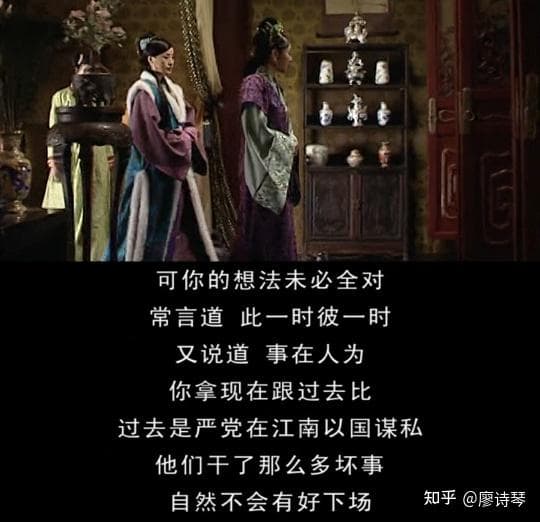 可你的想法未必全对
常言道 此一时彼一时
又说道 事在人为
你拿现在跟过去比
过去是严党在江南以国谋私
他们干了那么多坏事
自然不会有好下场
知乎 @廖诗琴